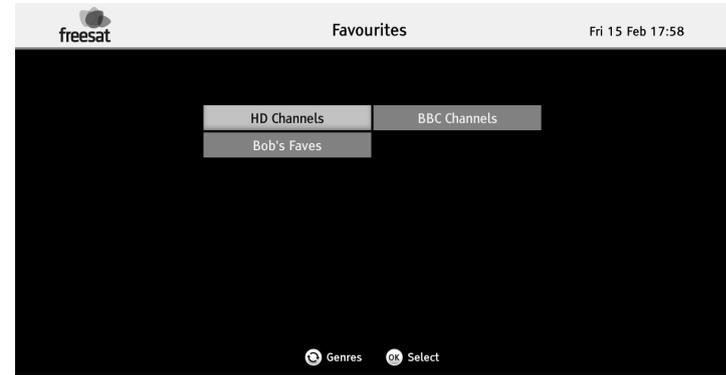 freesat
Favourites
Fri 15 Feb 17:58
HD Channels
BBC Channels
Bob's Faves
Genres
OK Select